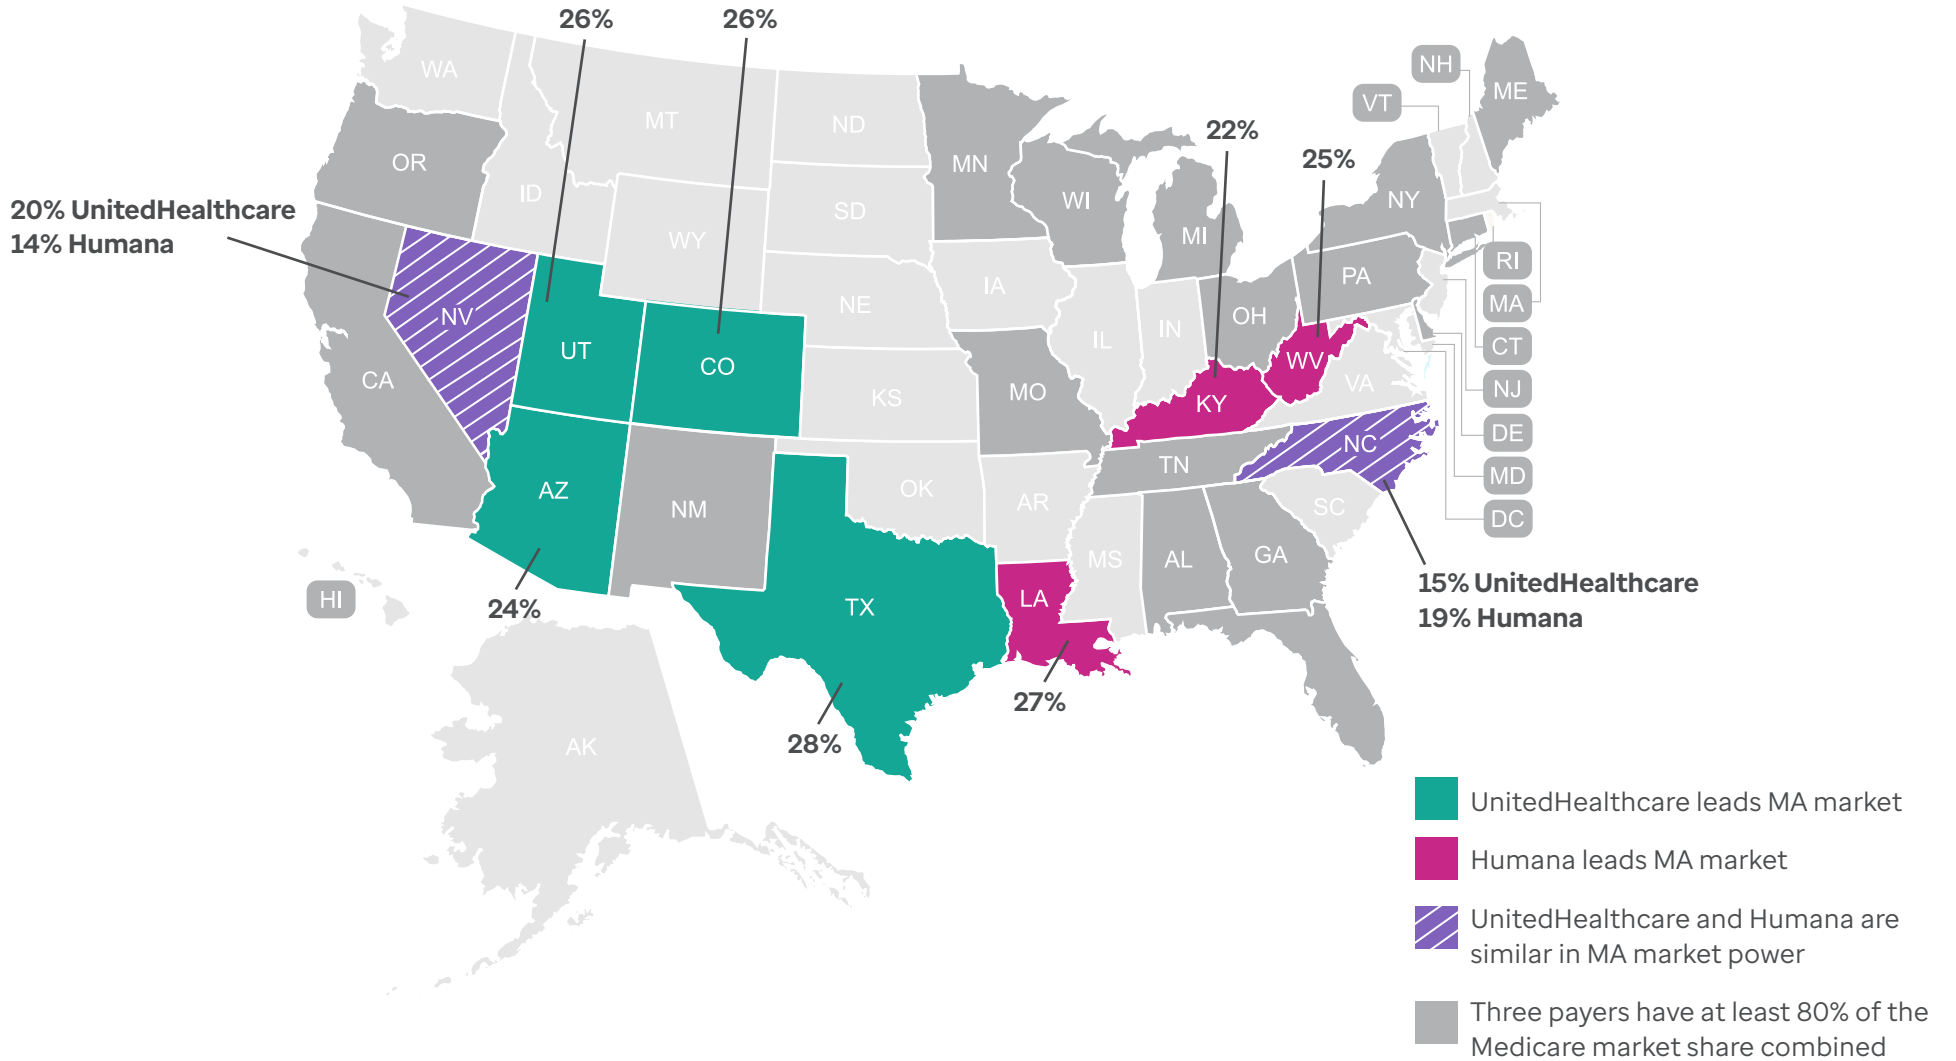 26%
26%
NH
WA
ME
VT
MT
ND
22%
OR
MN
25%
ID
WI
NY
20% UnitedHealthcare
14% Humana
SD
WY
MI
RI
PA
IA
NE
MA
NV
OH
IN
IL
UT
CT
CO
WV
CA
VA
NJ
KS
MO
KY
DE
NC
TN
MD
AZ
OK
NM
AR
SC
DC
GA
MS
AL
15% UnitedHealthcare
19% Humana
HI
LA
24%
TX
27%
28%
AK
UnitedHealthcare leads MA market
Humana leads MA market
UnitedHealthcare and Humana are
similar in MA market power
Three payers have at least 80% of the
Medicare market share combined